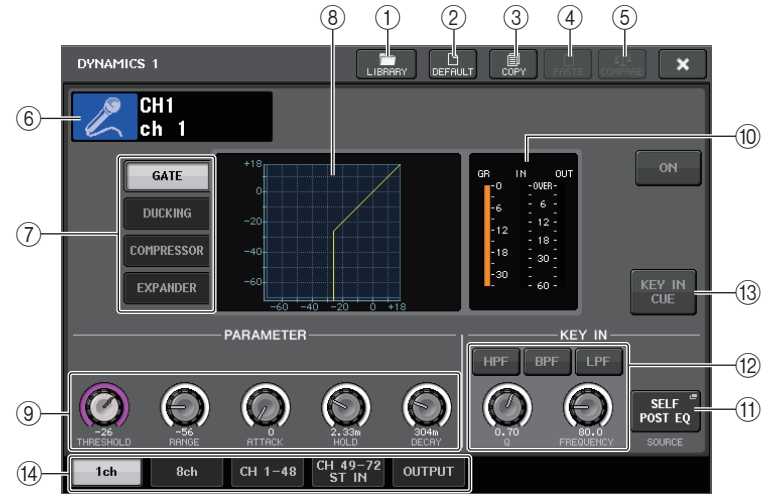 ⑧ ① ② ③ ④ ⑤
DYNAMICS 1
LIBRARY DEFAULT COPY PASTE COMPARE ×
⑥ CH1
ch 1
⑩
⑦
GATE
DUCKING
COMPRESSOR
EXPANDER
+18
0
-20
-40
-60
-60 -40 -20 0 +18
GR IN OUT
0 OVER
-6 6
-12 12
-18 18
-30 30
60
ON
KEY IN
CUE
⑬
PARAMETER
KEY IN
HPF BPF LPF
⑫
⑨
-26 -56 0 2.33m 304m
THRESHOLD RANGE ATTACK HOLD DECAY
0.70 80.0
Q FREQUENCY
SELF
POST EQ
SOURCE
⑪
⑭
1ch 8ch CH 1-48 CH 49-72
ST IN OUTPUT